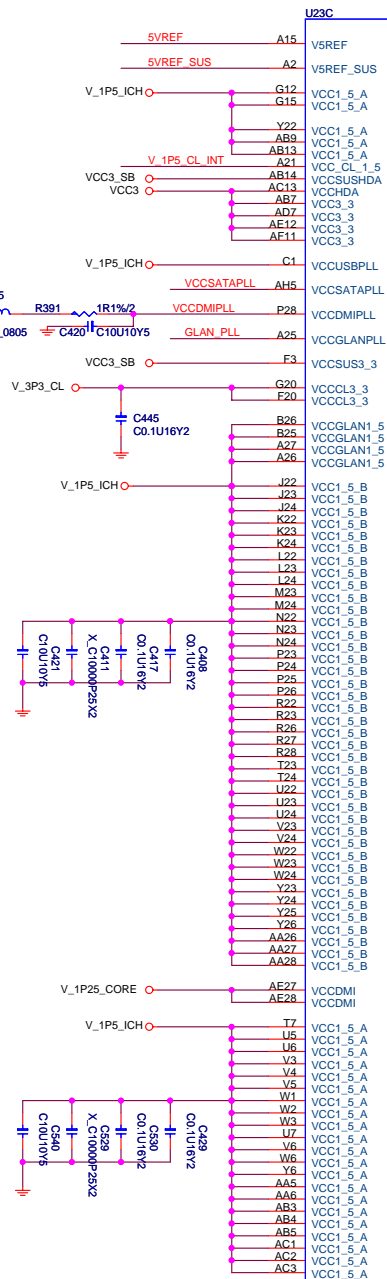 U23C
5VREF A15 V5REF
5VREF_SUS A2 V5REF_SUS
V_1P5_ICH G12 VCC1_5_A
G15 VCC1_5_A
Y22 VCC1_5_A
AB9 VCC1_5_A
AB13 VCC1_5_A
V_1P5_CL_INT A21 VCC_CL_1_5
VCC3_SB AB14 VCCSUSHDA
VCC3 AC13 VCCHDA
AB7 VCC3_3
AD7 VCC3_3
AE12 VCC3_3
AF11 VCC3_3
V_1P5_ICH C1 VCCUSBPLL
VCCSATAPLL AH5 VCCSATAPLL
R391 1R1%/2 VCCDMIPLL P28 VCCDMIPLL
_0805 C420 C10U10Y5
GLAN_PLL A25 VCCGLANPLL
VCC3_SB F3 VCCSUS3_3
V_3P3_CL G20 VCCCL3_3
F20 VCCCL3_3
C445
C0.1U16Y2
B26 VCCGLAN1_5
B25 VCCGLAN1_5
A27 VCCGLAN1_5
A26 VCCGLAN1_5
V_1P5_ICH J22 VCC1_5_B
J23 VCC1_5_B
J24 VCC1_5_B
K22 VCC1_5_B
K23 VCC1_5_B
K24 VCC1_5_B
L22 VCC1_5_B
L23 VCC1_5_B
L24 VCC1_5_B
M23 VCC1_5_B
M24 VCC1_5_B
N22 VCC1_5_B
N23 VCC1_5_B
N24 VCC1_5_B
P23 VCC1_5_B
P24 VCC1_5_B
P25 VCC1_5_B
P26 VCC1_5_B
R22 VCC1_5_B
R23 VCC1_5_B
R26 VCC1_5_B
R27 VCC1_5_B
R28 VCC1_5_B
T23 VCC1_5_B
T24 VCC1_5_B
U22 VCC1_5_B
U23 VCC1_5_B
U24 VCC1_5_B
V23 VCC1_5_B
V24 VCC1_5_B
W22 VCC1_5_B
W23 VCC1_5_B
W24 VCC1_5_B
Y23 VCC1_5_B
Y24 VCC1_5_B
Y25 VCC1_5_B
Y26 VCC1_5_B
AA26 VCC1_5_B
AA27 VCC1_5_B
AA28 VCC1_5_B
C421
C10U10Y5
C411
X_C10000P25X2
C417
C0.1U16Y2
C408
C0.1U16Y2
V_1P25_CORE AE27 VCCDMI
AE28 VCCDMI
V_1P5_ICH T7 VCC1_5_A
U5 VCC1_5_A
U6 VCC1_5_A
V3 VCC1_5_A
V4 VCC1_5_A
V5 VCC1_5_A
W1 VCC1_5_A
W2 VCC1_5_A
W3 VCC1_5_A
U7 VCC1_5_A
V6 VCC1_5_A
W6 VCC1_5_A
Y6 VCC1_5_A
AA5 VCC1_5_A
AA6 VCC1_5_A
AB3 VCC1_5_A
AB4 VCC1_5_A
AB5 VCC1_5_A
AC1 VCC1_5_A
AC2 VCC1_5_A
AC3 VCC1_5_A
C540
C10U10Y5
C529
X_C10000P25X2
C530
C0.1U16Y2
C429
C0.1U16Y2